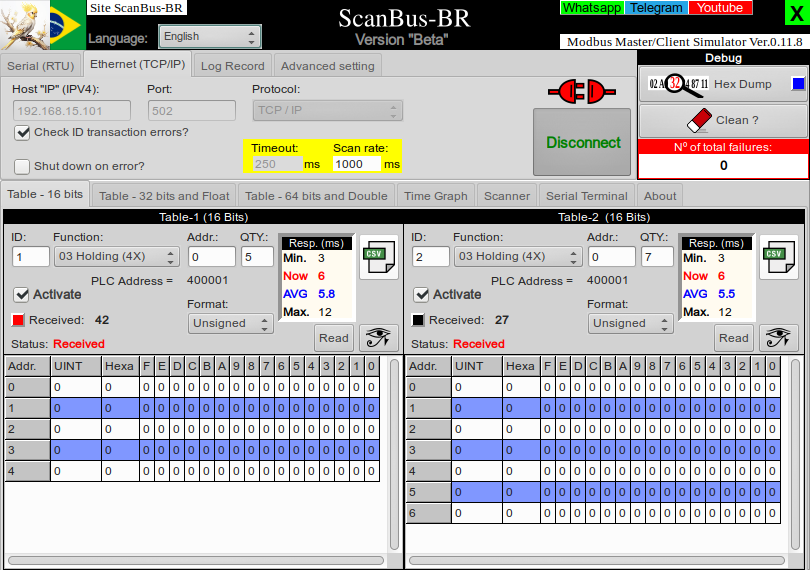 Site ScanBus-BR
Language:
English
ScanBus-BR
Version "Beta"
Whatsapp
Telegram
Youtube
X
Modbus Master/Client Simulator Ver.0.11.8
Serial (RTU)
Ethernet (TCP/IP)
Log Record
Advanced setting
Host "IP" (IPV4):
Port:
Protocol:
192.168.15.101
502
TCP / IP
Check ID transaction errors?
Shut down on error?
Timeout:
Scan rate:
250 ms
1000 ms
Disconnect
Debug
Hex Dump
Clean ?
Nº of total failures:
0
Table - 16 bits
Table - 32 bits and Float
Table - 64 bits and Double
Time Graph
Scanner
Serial Terminal
About
Table-1 (16 Bits)
ID:
Function:
Addr.:
QTY.:
1
03 Holding (4X)
0
5
PLC Address = 400001
Activate
Format:
Unsigned
Received: 42
Status: Received
Resp. (ms)
Min. 3
Now 6
AVG 5.8
Max. 12
CSV
Read
Addr. UINT Hexa F E D C B A 9 8 7 6 5 4 3 2 1 0
0 0 0 0 0 0 0 0 0 0 0 0 0 0 0 0 0 0 0
1 0 0 0 0 0 0 0 0 0 0 0 0 0 0 0 0 0 0
2 0 0 0 0 0 0 0 0 0 0 0 0 0 0 0 0 0 0
3 0 0 0 0 0 0 0 0 0 0 0 0 0 0 0 0 0 0
4 0 0 0 0 0 0 0 0 0 0 0 0 0 0 0 0 0 0
Table-2 (16 Bits)
ID:
Function:
Addr.:
QTY.:
2
03 Holding (4X)
0
7
PLC Address = 400001
Activate
Format:
Unsigned
Received: 27
Status: Received
Resp. (ms)
Min. 3
Now 6
AVG 5.5
Max. 12
CSV
Read
Addr. UINT Hexa F E D C B A 9 8 7 6 5 4 3 2 1 0
0 0 0 0 0 0 0 0 0 0 0 0 0 0 0 0 0 0 0
1 0 0 0 0 0 0 0 0 0 0 0 0 0 0 0 0 0 0
2 0 0 0 0 0 0 0 0 0 0 0 0 0 0 0 0 0 0
3 0 0 0 0 0 0 0 0 0 0 0 0 0 0 0 0 0 0
4 0 0 0 0 0 0 0 0 0 0 0 0 0 0 0 0 0 0
5 0 0 0 0 0 0 0 0 0 0 0 0 0 0 0 0 0 0
6 0 0 0 0 0 0 0 0 0 0 0 0 0 0 0 0 0 0